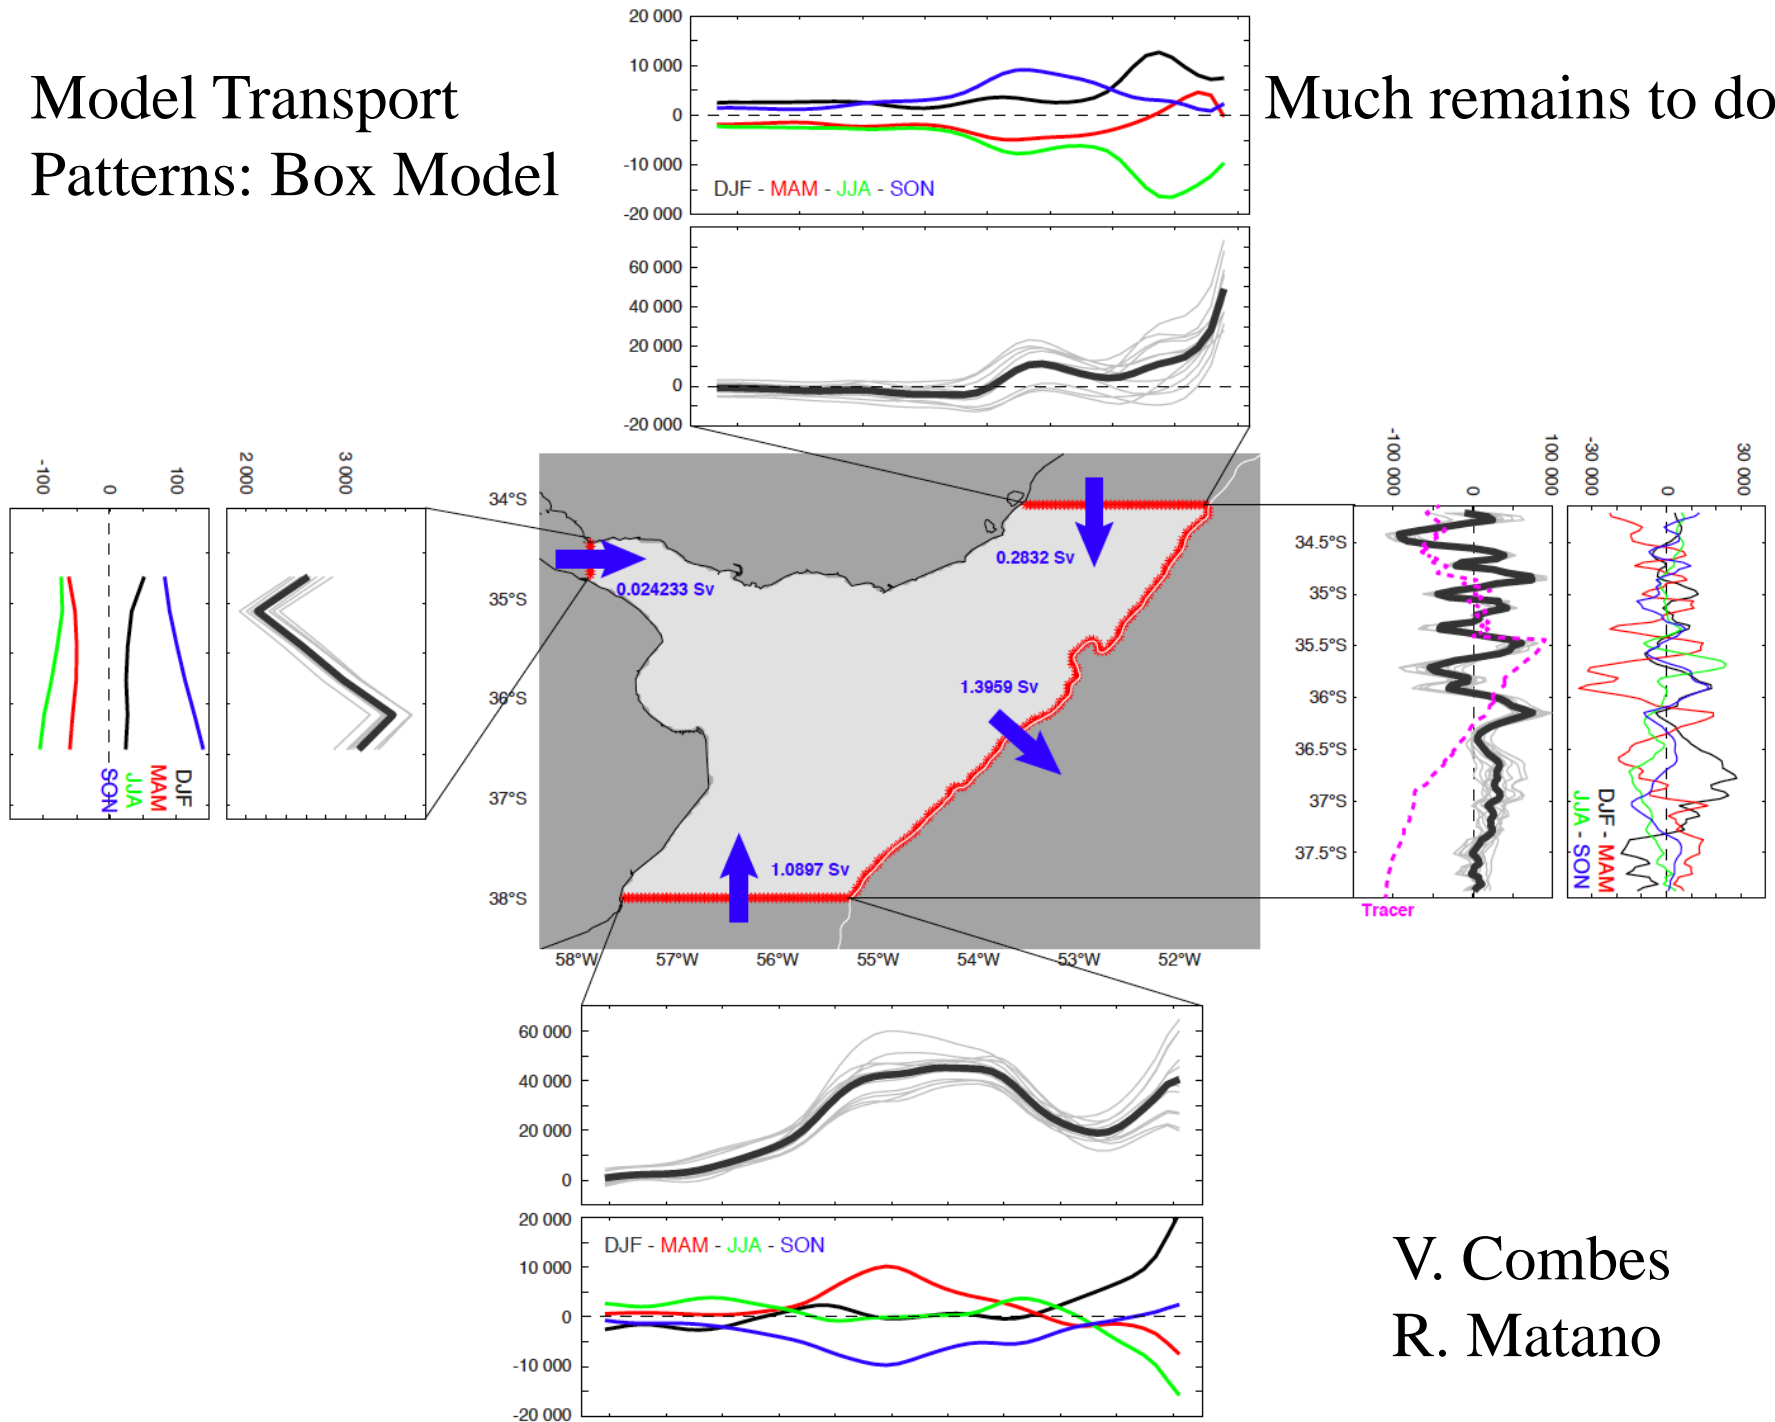 Model Transport
Patterns: Box Model
Much remains to do
20 000
10 000
0
-10 000
-20 000
DJF - MAM - JJA - SON
60 000
40 000
20 000
0
-20 000
-100
0
100
2 000
3 000
DJF
MAM
JJA
SON
34°S
35°S
36°S
37°S
38°S
58°W
57°W
56°W
55°W
54°W
53°W
52°W
0.024233 Sv
0.2832 Sv
1.3959 Sv
1.0897 Sv
-100 000
0
100 000
34.5°S
35°S
35.5°S
36°S
36.5°S
37°S
37.5°S
Tracer
-30 000
0
30 000
DJF - MAM
JJA - SON
60 000
40 000
20 000
0
20 000
10 000
0
-10 000
-20 000
DJF - MAM - JJA - SON
V. Combes
R. Matano